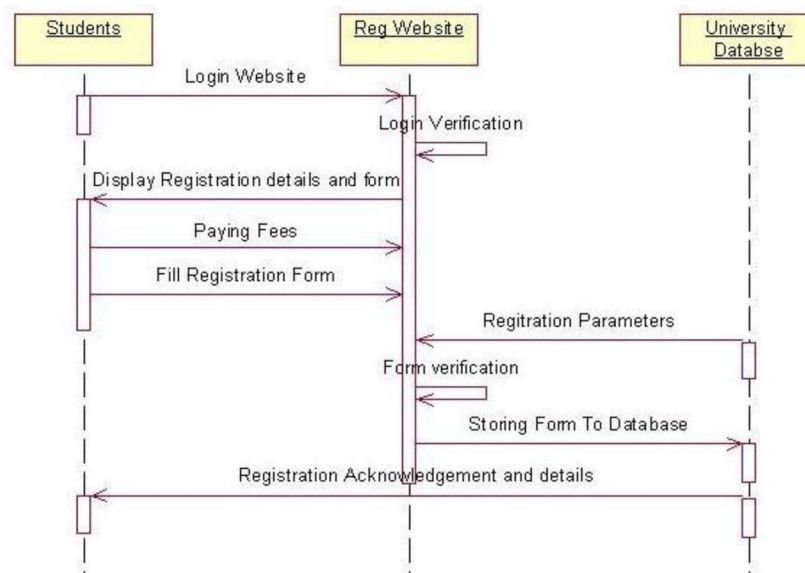 Students
Reg Website
University
Databse
Login Website
Login Verification
Display Registration details and form
Paying Fees
Fill Registration Form
Regitration Parameters
Form verification
Storing Form To Database
Registration Acknowledgement and details